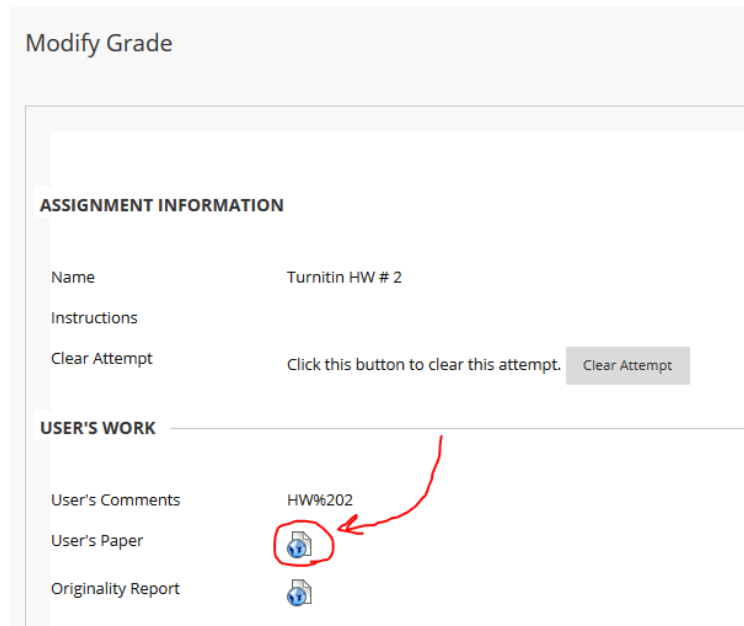 Modify Grade
ASSIGNMENT INFORMATION
Name Turnitin HW # 2
Instructions
Clear Attempt Click this button to clear this attempt. Clear Attempt
USER'S WORK
User's Comments HW%202
User's Paper
Originality Report